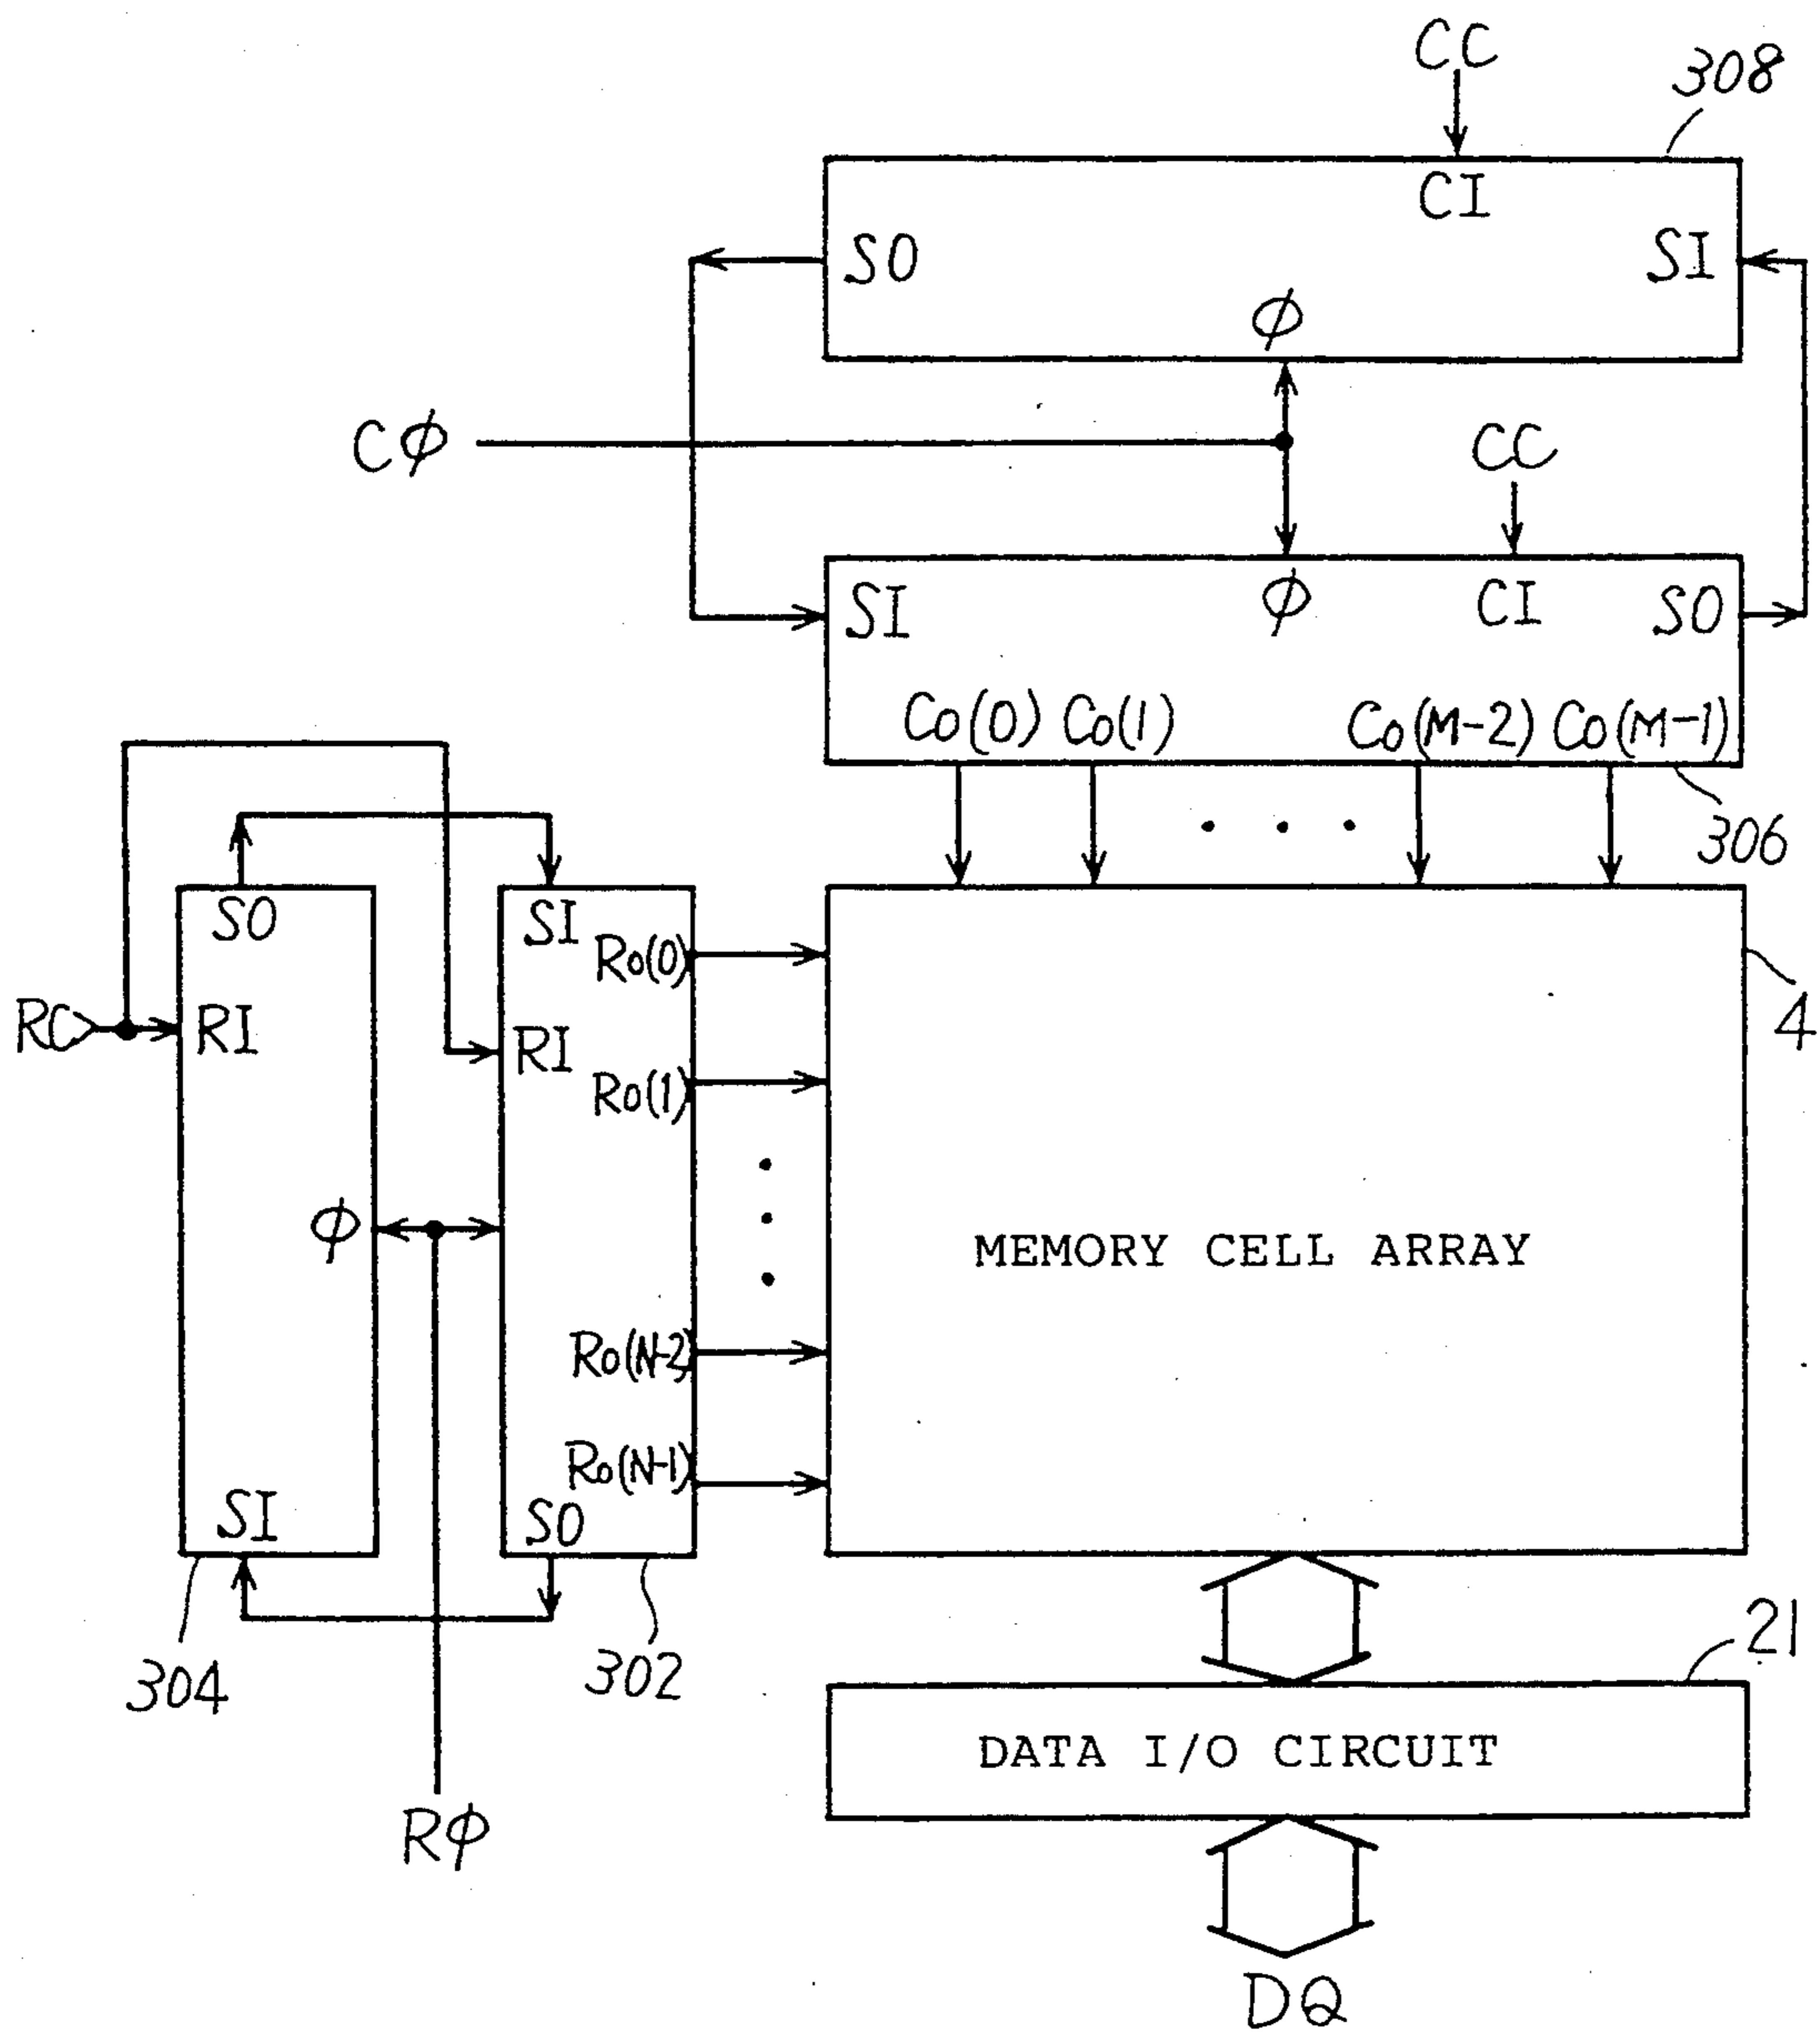 CC
308
CI
SO
SI
ϕ
Cϕ
CC
SI
ϕ
CI
SO
Co(0) Co(1) Co(M-2) Co(M-1)
306
SO
SI
Ro(0)
4
RC
RI
RI
Ro(1)
ϕ
MEMORY CELL ARRAY
Ro(N-2)
Ro(N-1)
SI
SO
304
302
21
DATA I/O CIRCUIT
Rϕ
DQ